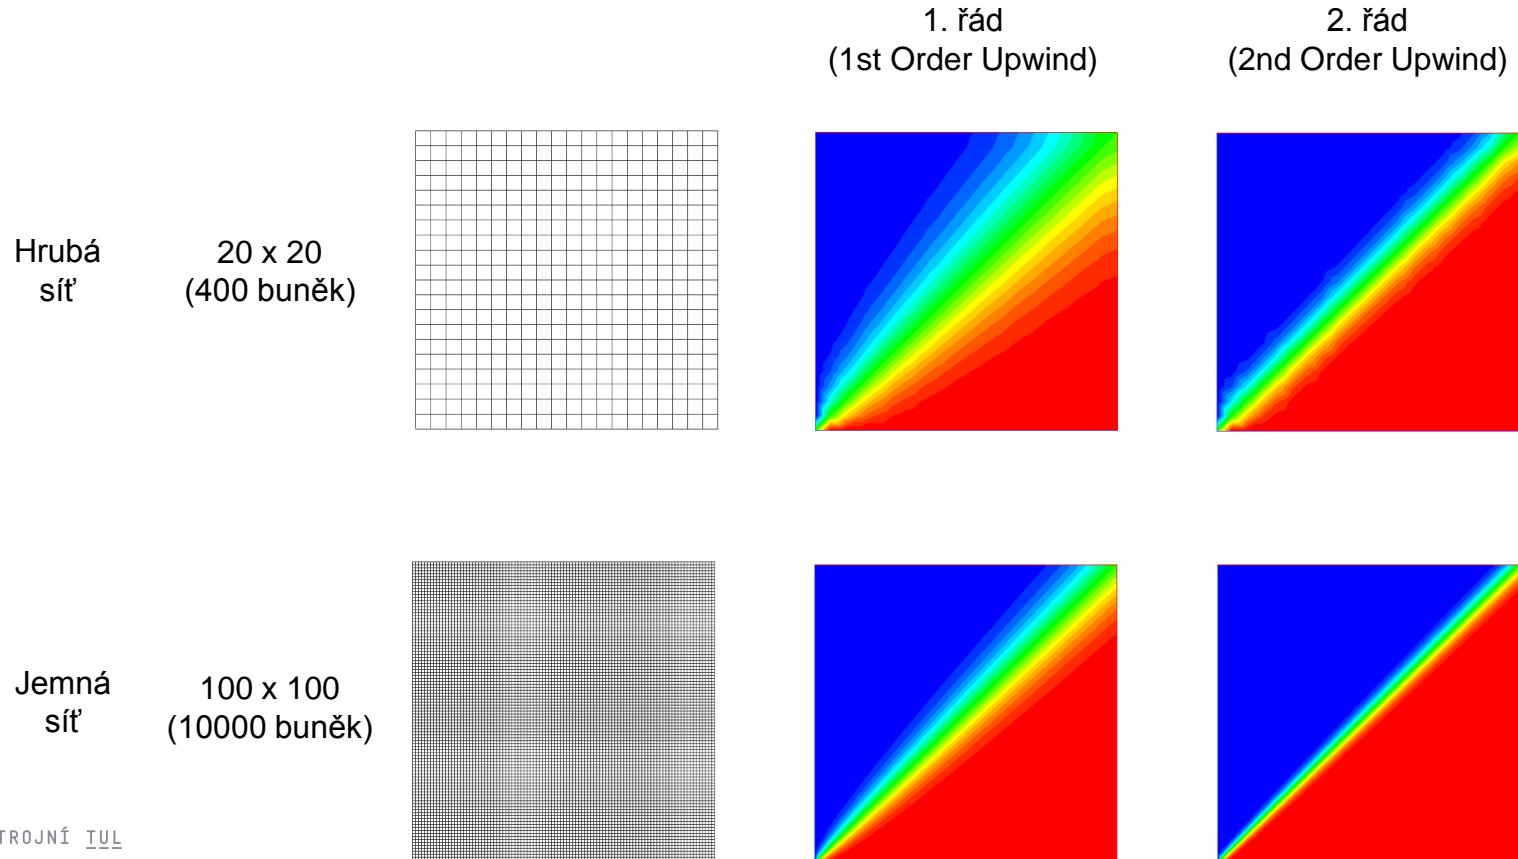 1. řád
(1st Order Upwind)
2. řád
(2nd Order Upwind)
Hrubá
síť
20 x 20
(400 buněk)
Jemná
síť
100 x 100
(10000 buněk)
TROJNÍ TUL